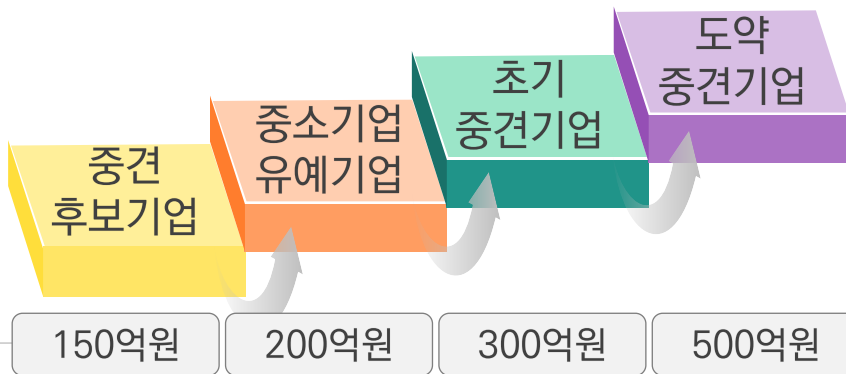 중견
후보기업
중소기업
유예기업
초기
중견기업
도약
중견기업
150억원
200억원
300억원
500억원